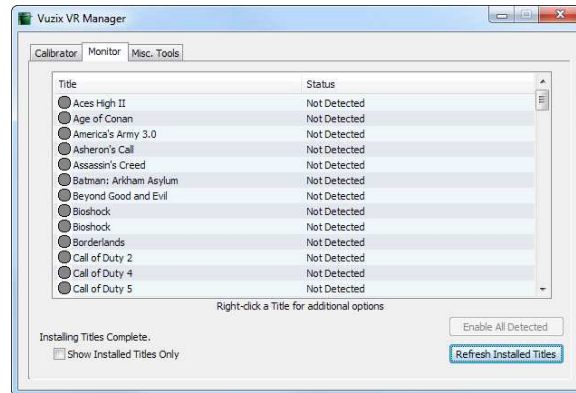 Vuzix VR Manager
Calibrator Monitor Misc. Tools
Title Status
Aces High II Not Detected
Age of Conan Not Detected
America's Army 3.0 Not Detected
Asheron's Call Not Detected
Assassin's Creed Not Detected
Batman: Arkham Asylum Not Detected
Beyond Good and Evil Not Detected
Bioshock Not Detected
Bioshock Not Detected
Borderlands Not Detected
Call of Duty 2 Not Detected
Call of Duty 4 Not Detected
Call of Duty 5 Not Detected
Right-click a Title for additional options
Enable All Detected
Installing Titles Complete.
Show Installed Titles Only Refresh Installed Titles